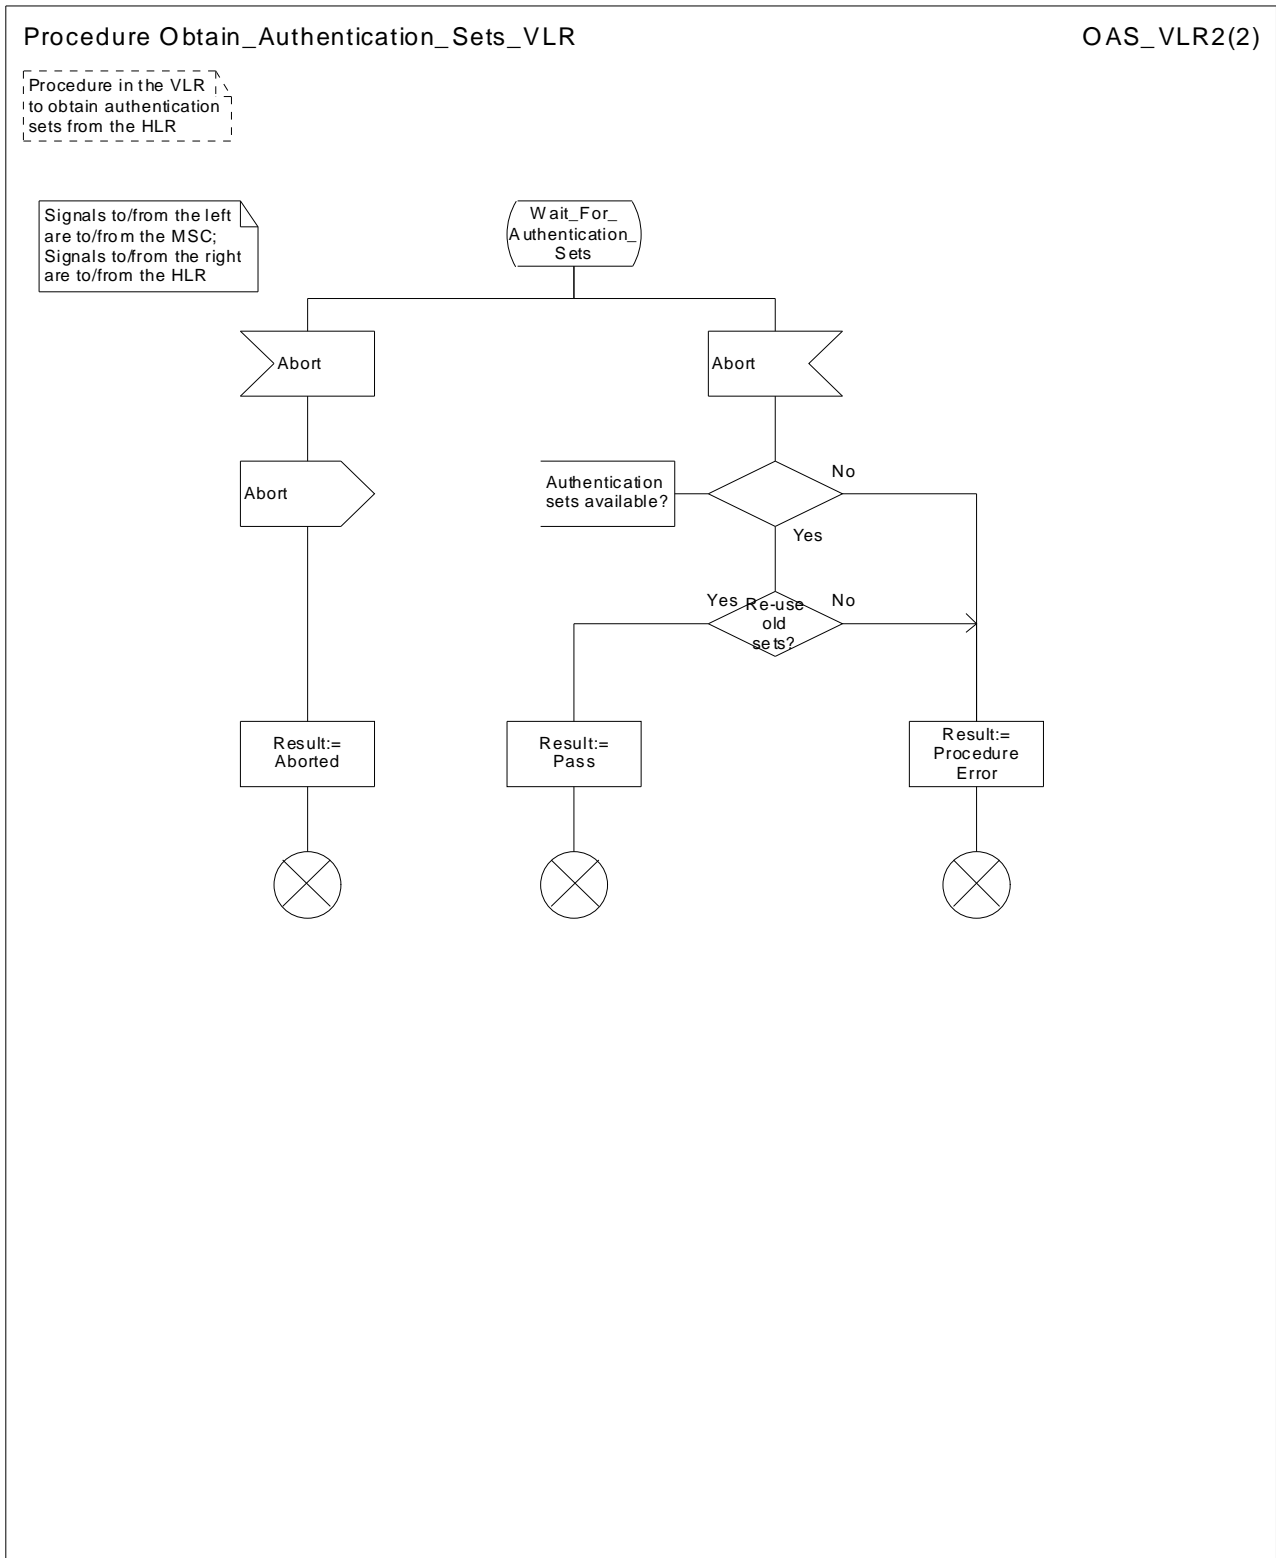 Procedure Obtain_Authentication_Sets_VLR
OAS_VLR2(2)
Procedure in the VLR
to obtain authentication
sets from the HLR
Signals to/from the left
are to/from the MSC;
Signals to/from the right
are to/from the HLR
Wait_For_
Authentication_
Sets
Abort
Abort
Abort
Authentication
sets available?
No
Yes
Yes
Re-use
old
sets?
No
Result:=
Aborted
Result:=
Pass
Result:=
Procedure
Error